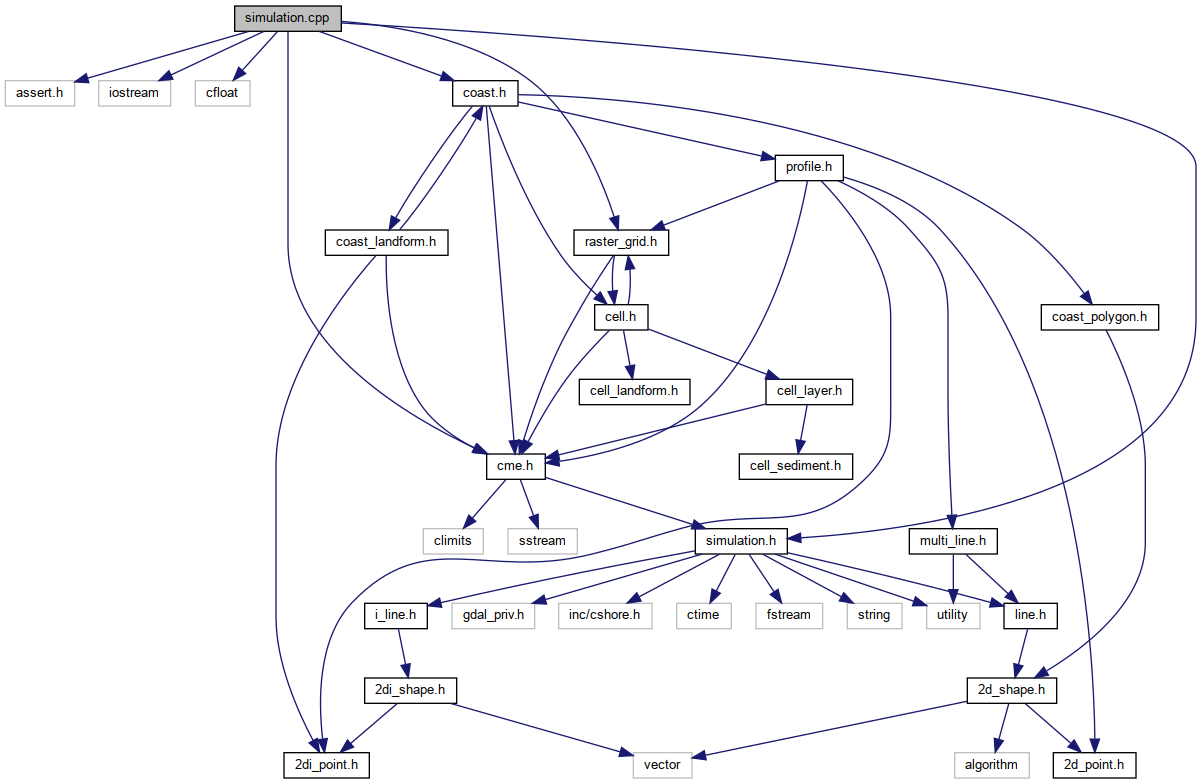 simulation.cpp
assert.h
iostream
cfloat
coast.h
profile.h
coast_landform.h
raster_grid.h
cell.h
coast_polygon.h
cell_landform.h
cell_layer.h
cme.h
cell_sediment.h
climits
sstream
simulation.h
multi_line.h
i_line.h
gdal_priv.h
inc/cshore.h
ctime
fstream
string
utility
line.h
2di_shape.h
2d_shape.h
2di_point.h
vector
algorithm
2d_point.h